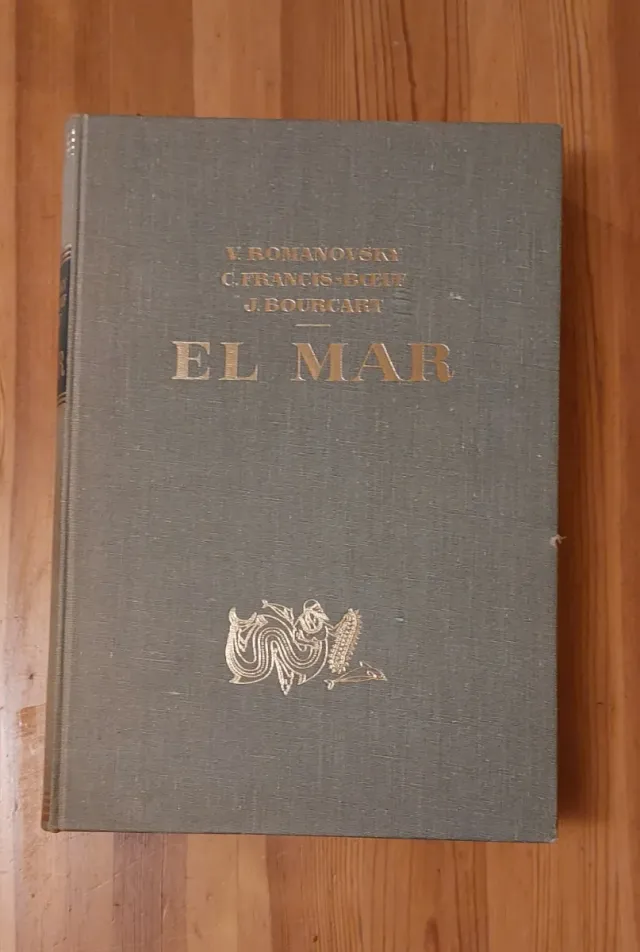 V. ROMANOVSKY
C. FRANCIS-BŒUF
J. BOURCART
EL MAR